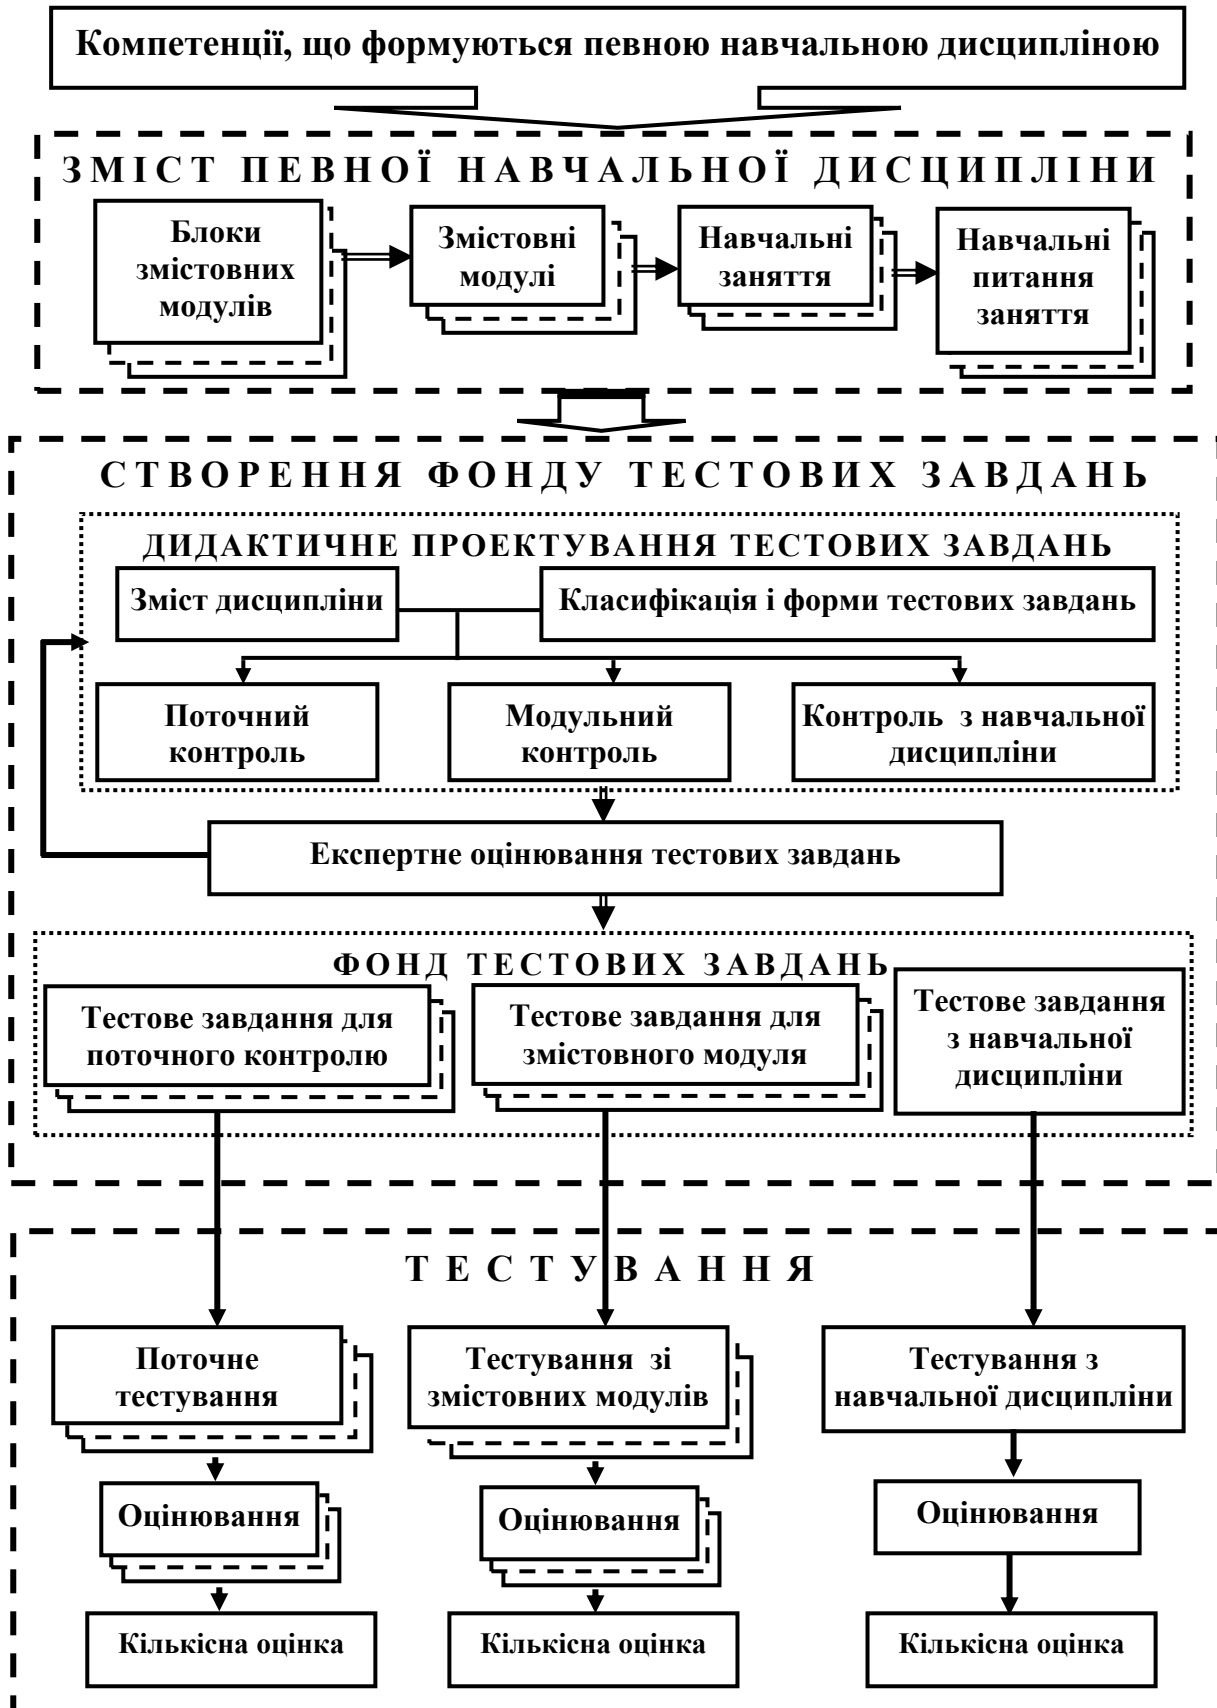 Компетенції, що формуються певною навчальною дисципліною
ЗМІСТ ПЕВНОЇ НАВЧАЛЬНОЇ ДИСЦИПЛІНИ
Блоки
змістовних
модулів
Змістовні
модулі
Навчальні
заняття
Навчальні
питання
заняття
СТВОРЕННЯ ФОНДУ ТЕСТОВИХ ЗАВДАНЬ
ДИДАКТИЧНЕ ПРОЕКТУВАННЯ ТЕСТОВИХ ЗАВДАНЬ
Зміст дисципліни
Класифікація і форми тестових завдань
Поточний
контроль
Модульний
контроль
Контроль з навчальної
дисципліни
Експертне оцінювання тестових завдань
ФОНД ТЕСТОВИХ ЗАВДАНЬ
Тестове завдання для
поточного контролю
Тестове завдання для
змістовного модуля
Тестове завдання
з навчальної
дисципліни
ТЕСТУВАННЯ
Поточне
тестування
Тестування зі
змістовних модулів
Тестування з
навчальної дисципліни
Оцінювання
Оцінювання
Оцінювання
Кількісна оцінка
Кількісна оцінка
Кількісна оцінка